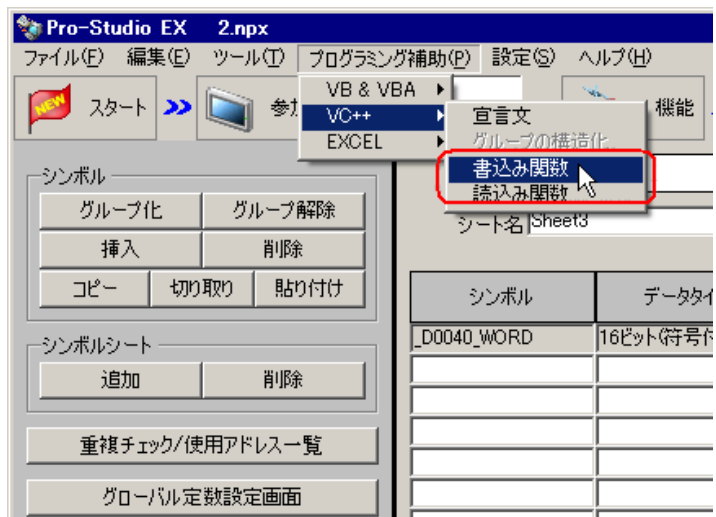 Pro-Studio EX 2.npx
ファイル(F) 編集(E) ツール(T) プログラミング補助(P) 設定(S) ヘルプ(H)
NEW スタート 機能
VB & VBA
VC++
EXCEL
宣言文
グループの構造化
書込み関数
読込み関数
シート名 Sheet3
シンボル
グループ化 グループ解除
挿入 削除
コピー 切り取り 貼り付け
シンボルシート
追加 削除
重複チェック/使用アドレス一覧
グローバル定数設定画面
シンボル データタイ
_D0040_WORD 16ビット(符号付